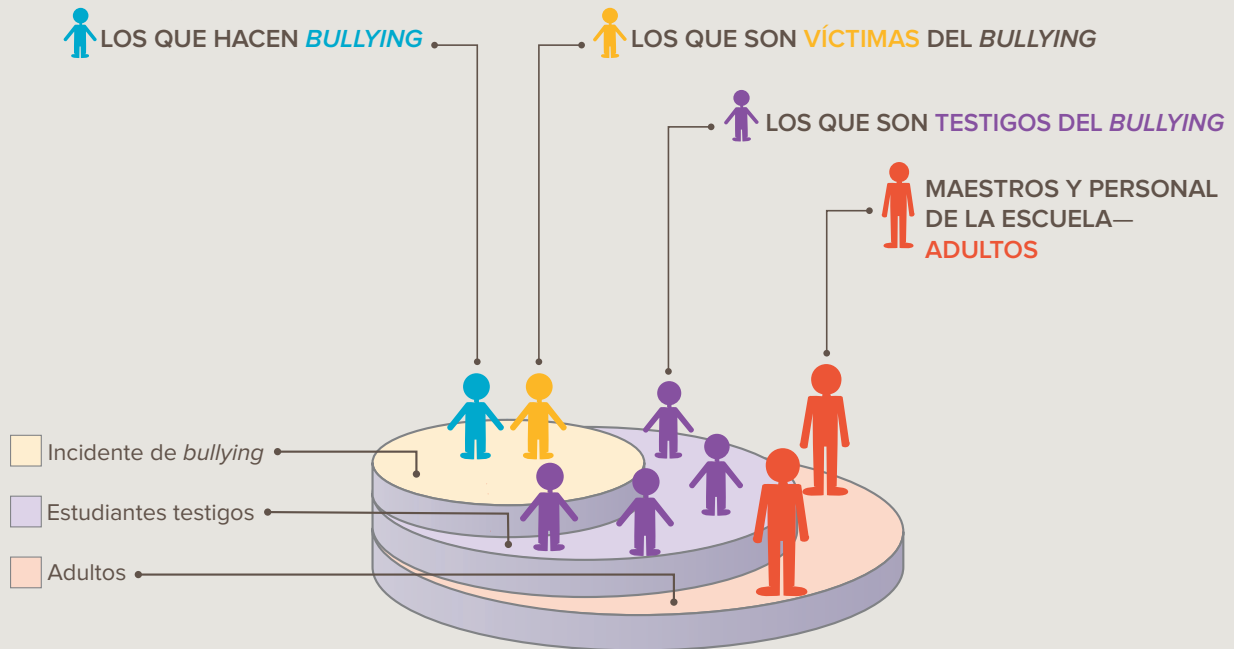 LOS QUE HACEN BULLYING
LOS QUE SON VÍCTIMAS DEL BULLYING
LOS QUE SON TESTIGOS DEL BULLYING
MAESTROS Y PERSONAL
DE LA ESCUELA—
ADULTOS
Incidente de bullying
Estudiantes testigos
Adultos